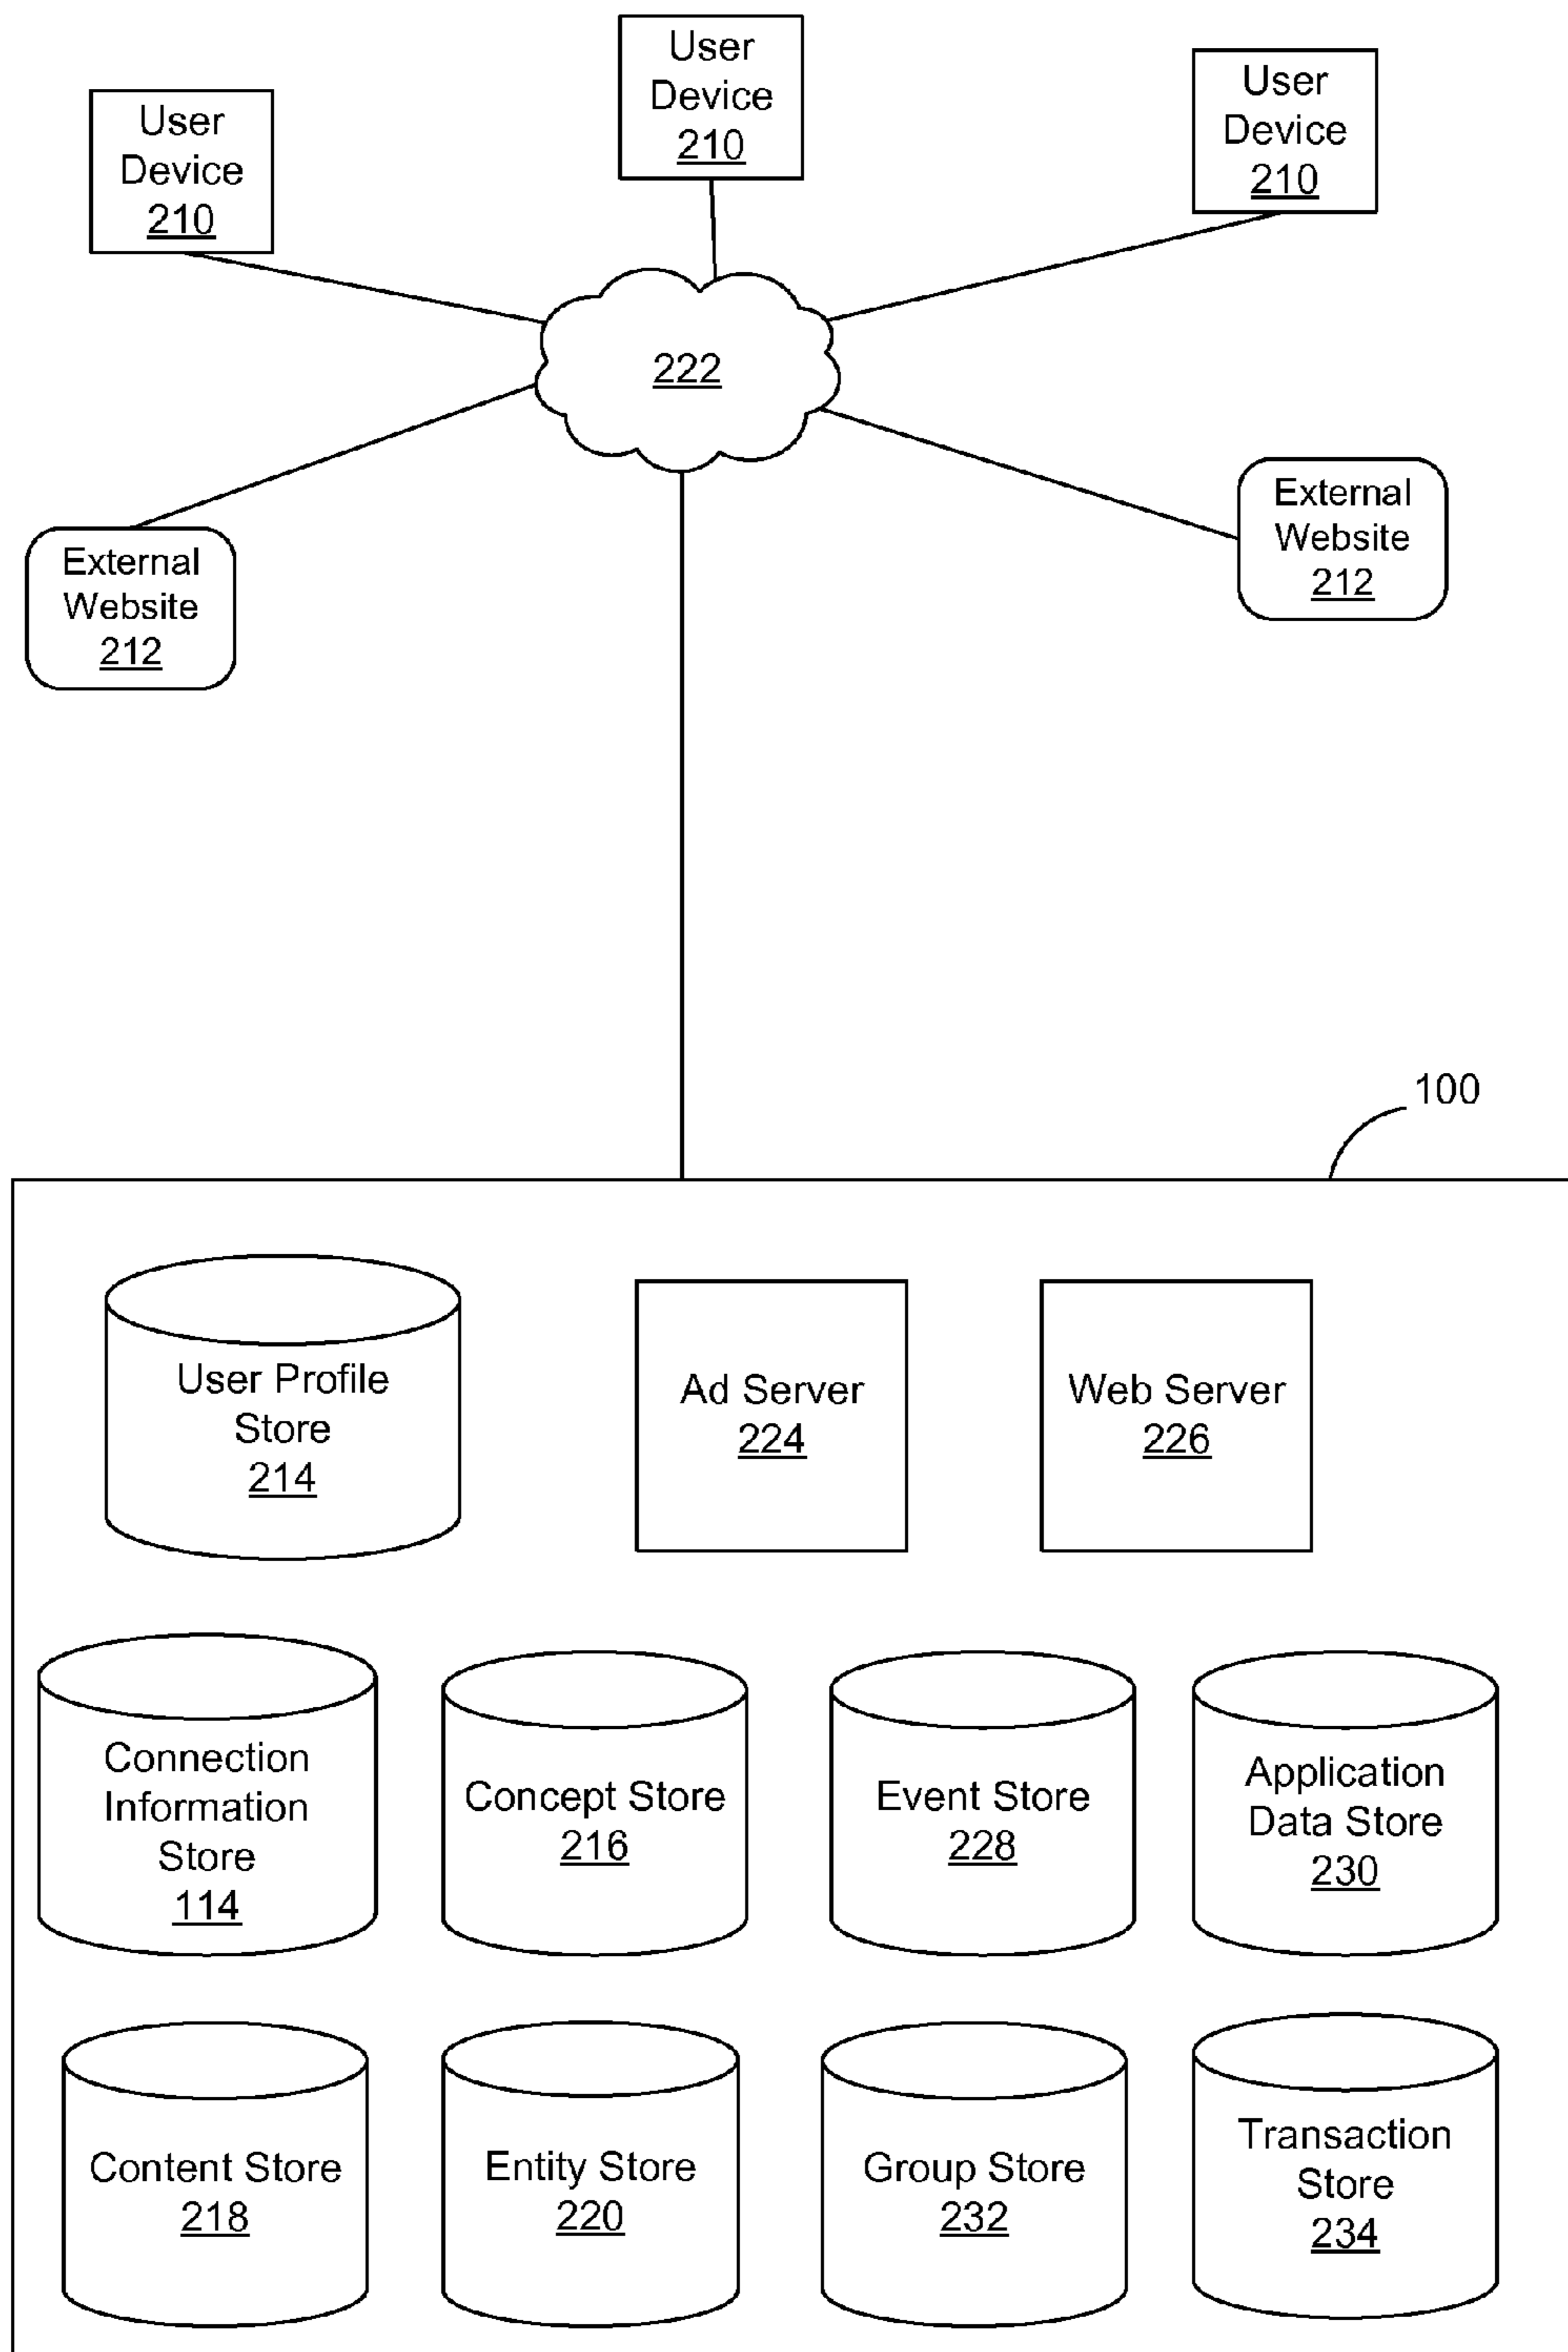 User
Device
210
User
Device
210
User
Device
210
222
External
Website
212
External
Website
212
100
User Profile
Store
214
Ad Server
224
Web Server
226
Connection
Information
Store
114
Concept Store
216
Event Store
228
Application
Data Store
230
Content Store
218
Entity Store
220
Group Store
232
Transaction
Store
234